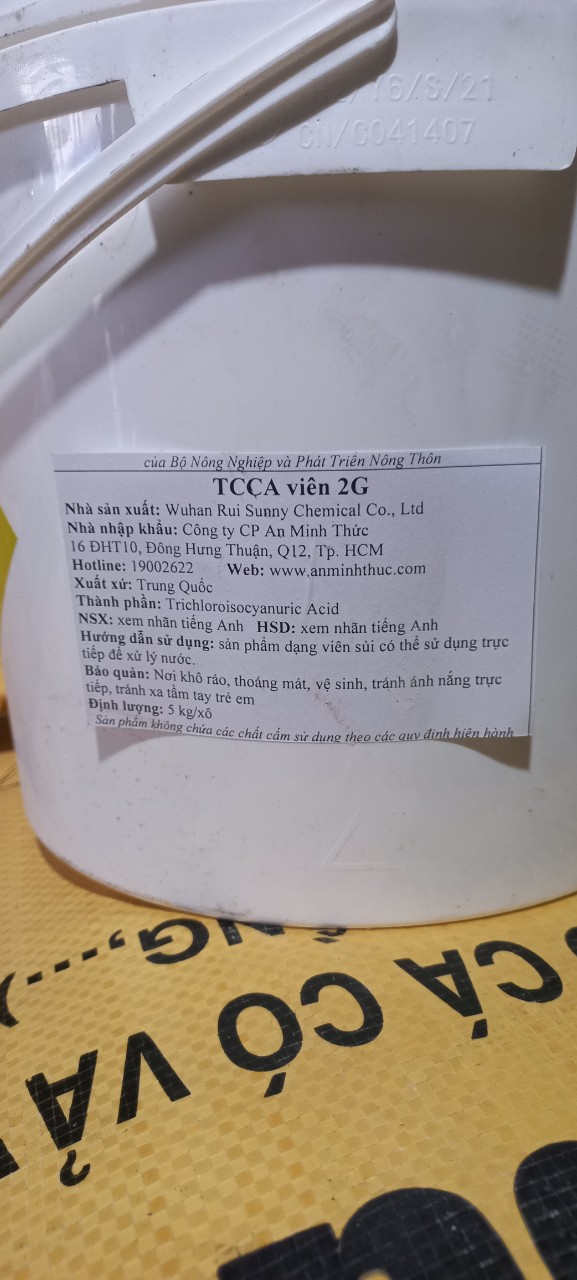 Y6/S/21
CN/C041407
của Bộ Nông Nghiệp và Phát Triển Nông Thôn
TCCA viên 2G
Nhà sản xuất: Wuhan Rui Sunny Chemical Co., Ltd
Nhà nhập khẩu: Công ty CP An Minh Thức
16 ĐHT10, Đông Hưng Thuận, Q12, Tp. HCM
Hotline: 19002622 Web: www.anminhthuc.com
Xuất xứ: Trung Quốc
Thành phần: Trichloroisocyanuric Acid
NSX: xem nhãn tiếng Anh HSD: xem nhãn tiếng Anh
Hướng dẫn sử dụng: sản phẩm dạng viên sủi có thể sử dụng trực
tiếp để xử lý nước.
Bảo quản: Nơi khô ráo, thoáng mát, vệ sinh, tránh ánh nắng trực
tiếp, tránh xa tầm tay trẻ em
Định lượng: 5 kg/xô
Sản phẩm không chứa các chất cấm sử dụng theo các quy định hiện hành
CÁ CÓ VẢ